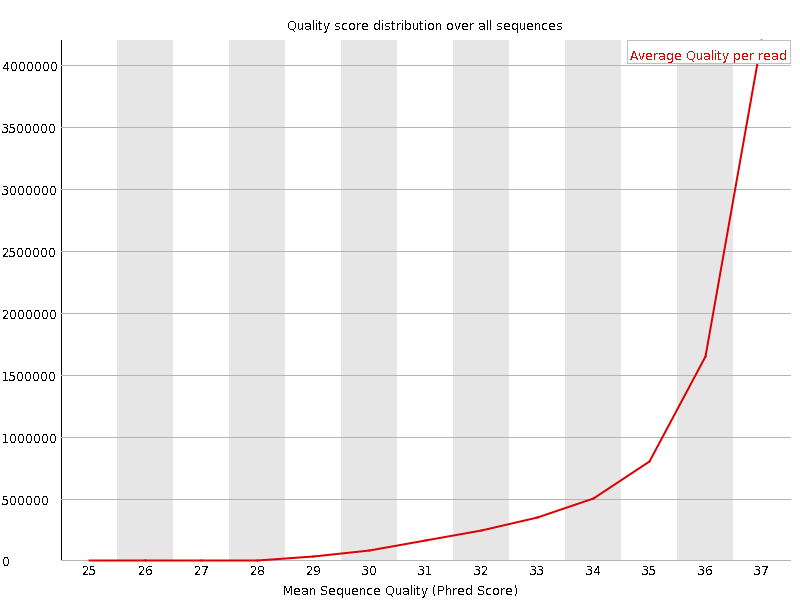 Quality score distribution over all sequences
Average Quality per read
4000000
3500000
3000000
2500000
2000000
1500000
1000000
500000
0
25 26 27 28 29 30 31 32 33 34 35 36 37
Mean Sequence Quality (Phred Score)